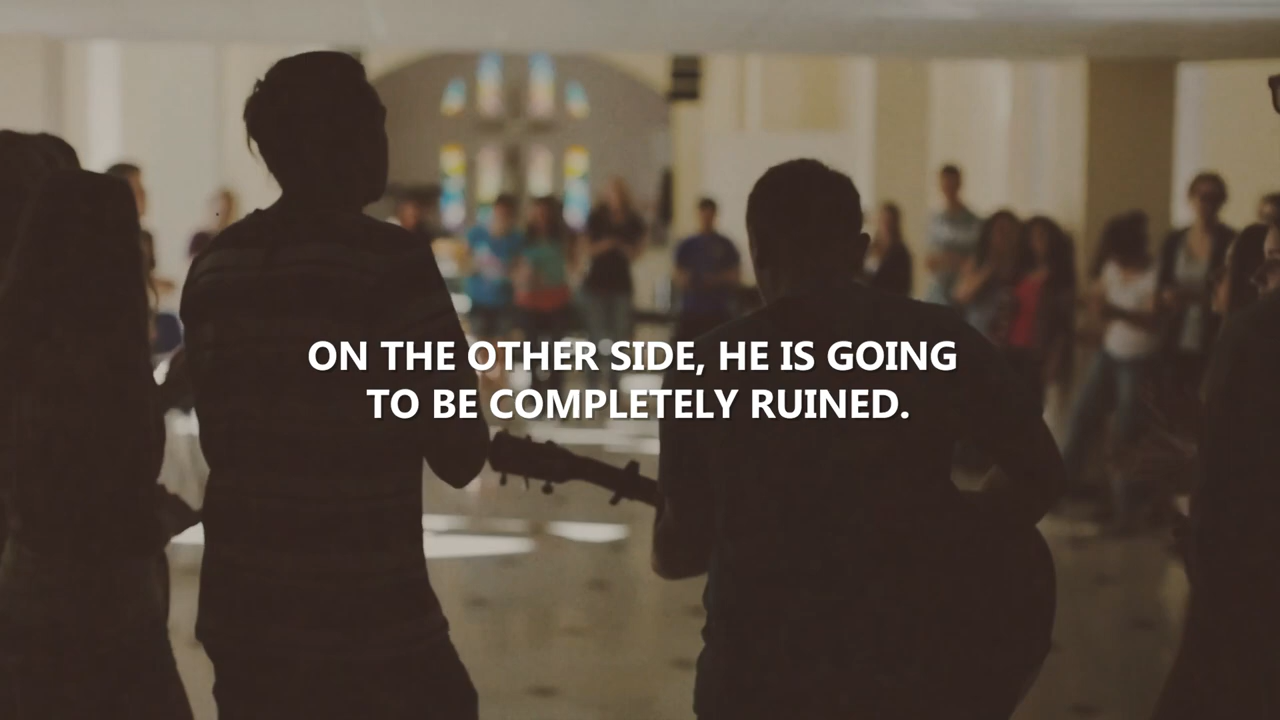 ON THE OTHER SIDE, HE IS GOING
TO BE COMPLETELY RUINED.